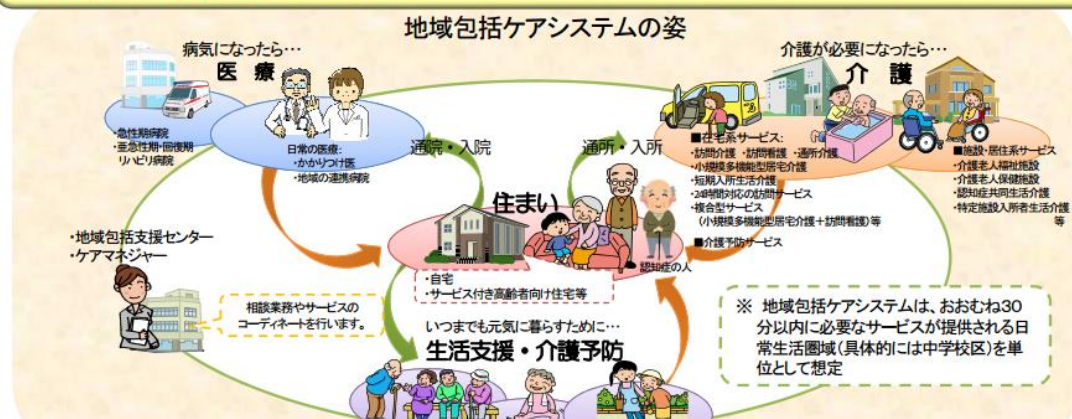 地域包括ケアシステムの姿
病気になったら…
医 療
・急性期病院
・亜急性期・回復期
リハビリ病院
日常の医療:
・かかりつけ医
・地域の連携病院
通院・入院
通所・入所
介護が必要になったら…
介 護
■在宅系サービス:
・訪問介護 ・訪問看護 ・通所介護
・小規模多機能型居宅介護
・短期入所生活介護
・24時間対応の訪問サービス
・複合型サービス
(小規模多機能型居宅介護+訪問看護)等
■介護予防サービス
■施設・居住系サービス
・介護老人福祉施設
・介護老人保健施設
・認知症共同生活介護
・特定施設入所者生活介護
等
住まい
認知症の人
・自宅
・サービス付き高齢者向け住宅等
・地域包括支援センター
・ケアマネジャー
相談業務やサービスの
コーディネートを行います。
いつまでも元気に暮らすために…
生活支援・介護予防
※ 地域包括ケアシステムは、おおむね30
分以内に必要なサービスが提供される日
常生活圏域(具体的には中学校区)を単
位として想定